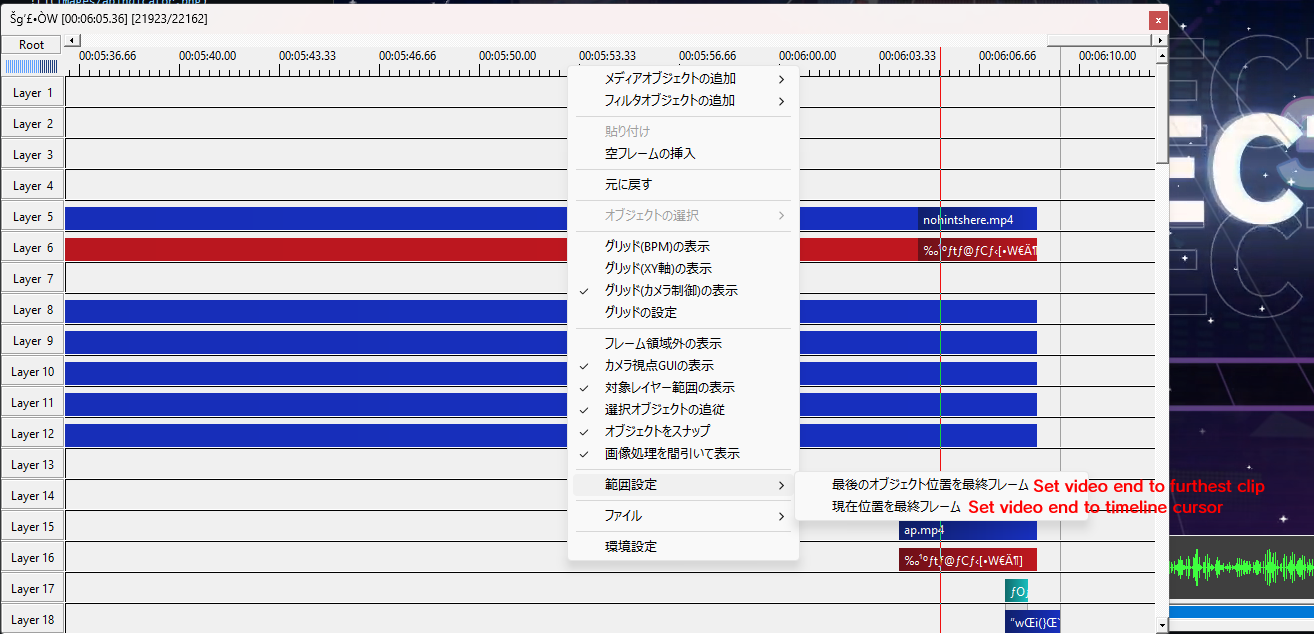 Šg'£•ÒW [00:06:05.36] [21923/22162]
Root
00:05:36.66 00:05:40.00 00:05:43.33 00:05:46.66 00:05:50.00 00:05:53.33 00:05:56.66 00:06:00.00 00:06:03.33 00:06:06.66 00:06:10.00
Layer 1
Layer 2
Layer 3
Layer 4
Layer 5
nohintshere.mp4
Layer 6
Layer 7
Layer 8
Layer 9
Layer 10
Layer 11
Layer 12
Layer 13
Layer 14
Layer 15
ap.mp4
Layer 16
Layer 17
Layer 18
メディアオブジェクトの追加
フィルタオブジェクトの追加
貼り付け
空フレームの挿入
元に戻す
オブジェクトの選択
グリッド(BPM)の表示
グリッド(XY軸)の表示
グリッド(カメラ制御)の表示
グリッドの設定
フレーム領域外の表示
カメラ視点GUIの表示
対象レイヤー範囲の表示
選択オブジェクトの追従
オブジェクトをスナップ
画像処理を間引いて表示
範囲設定
最後のオブジェクト位置を最終フレーム Set video end to furthest clip
現在位置を最終フレーム Set video end to timeline cursor
ファイル
環境設定
EC